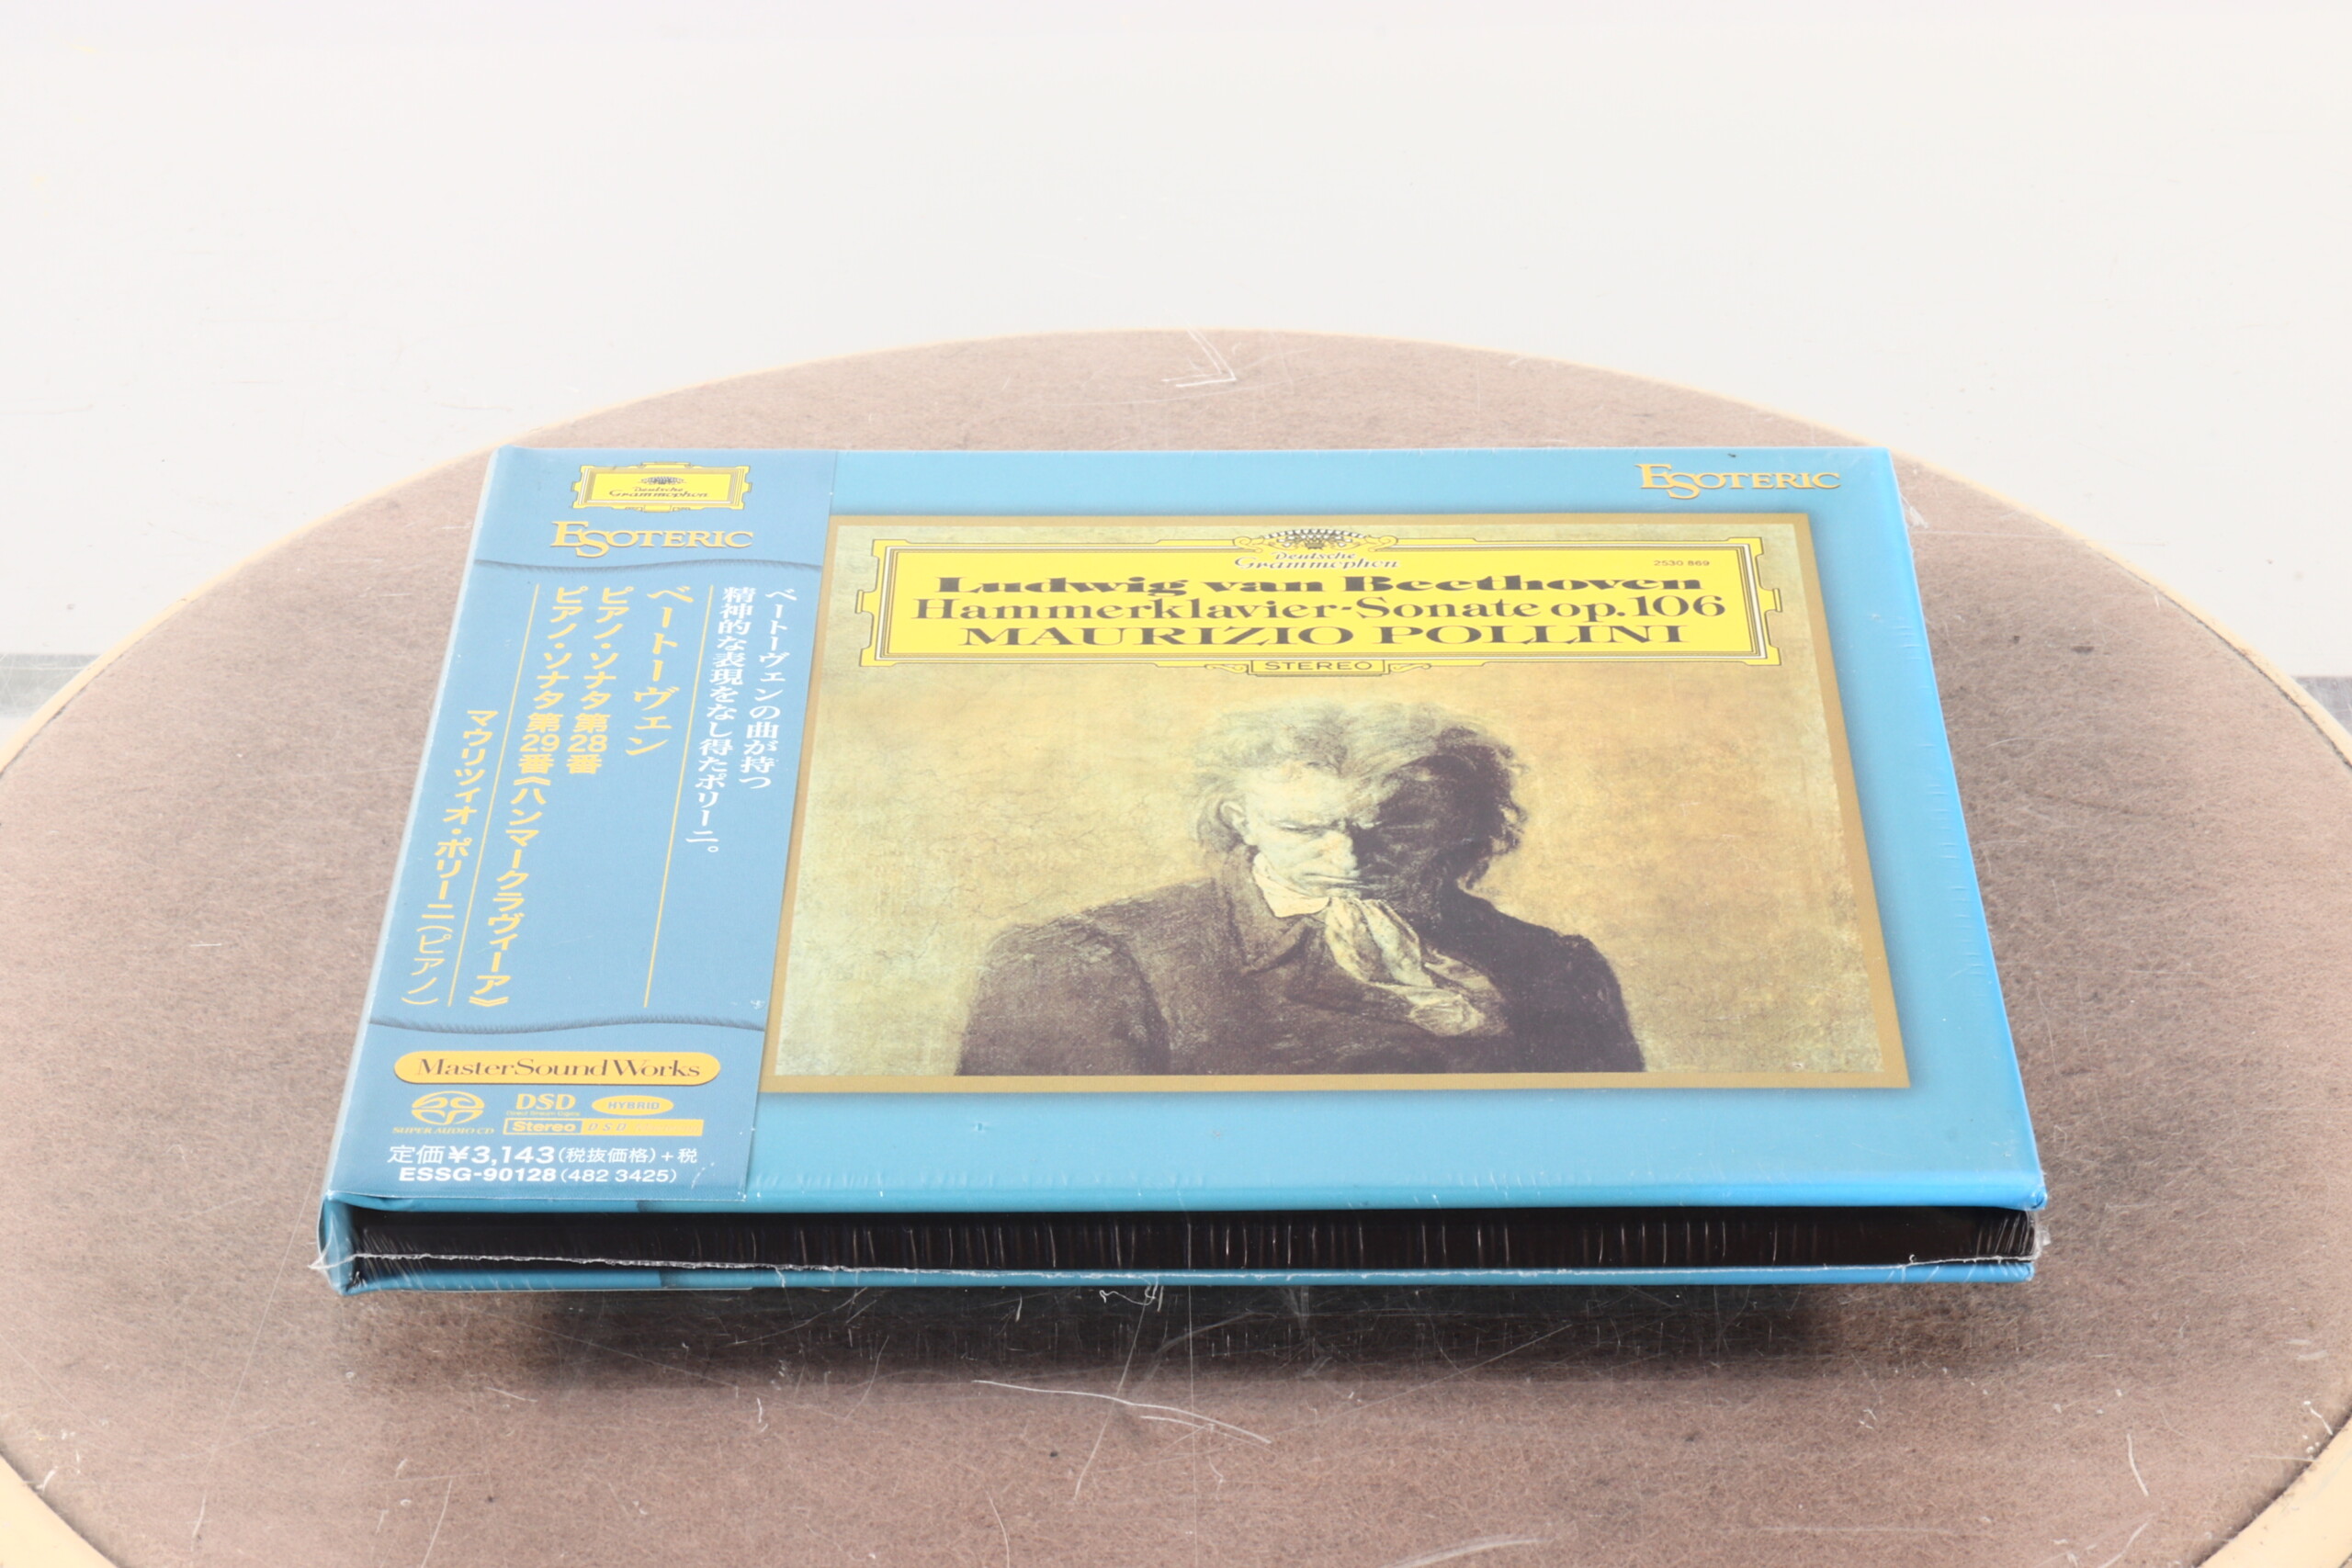 Deutsche
Grammophon
ESOTERIC
ベートーヴェンの曲が持つ
精神的な表現をなし得たポリーニ。
ベートーヴェン
ピアノ・ソナタ 第28番
ピアノ・ソナタ 第29番《ハンマークラヴィーア》
マウリツィオ・ポリーニ(ピアノ)
MasterSoundWorks
SUPER AUDIO CD
DSD
Direct Stream Digital
HYBRID
Stereo DSD
定価¥3,143(税抜価格)+税
ESSG-90128(482 3425)
ESOTERIC
Deutsche
Grammophon
2530 869
Ludwig van Beethoven
Hammerklavier-Sonate op.106
MAURIZIO POLLINI
STEREO